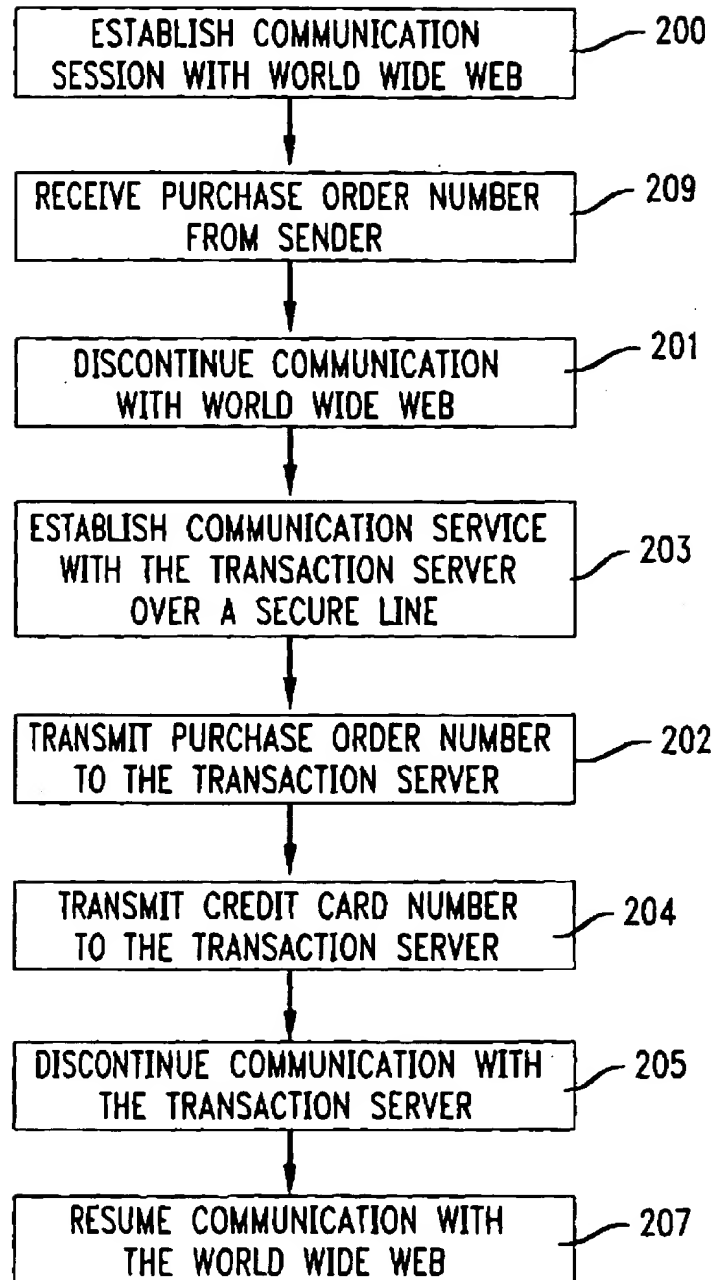 ESTABLISH COMMUNICATION
SESSION WITH WORLD WIDE WEB
200
RECEIVE PURCHASE ORDER NUMBER
FROM SENDER
209
DISCONTINUE COMMUNICATION
WITH WORLD WIDE WEB
201
ESTABLISH COMMUNICATION SERVICE
WITH THE TRANSACTION SERVER
OVER A SECURE LINE
203
TRANSMIT PURCHASE ORDER NUMBER
TO THE TRANSACTION SERVER
202
TRANSMIT CREDIT CARD NUMBER
TO THE TRANSACTION SERVER
204
DISCONTINUE COMMUNICATION WITH
THE TRANSACTION SERVER
205
RESUME COMMUNICATION WITH
THE WORLD WIDE WEB
207